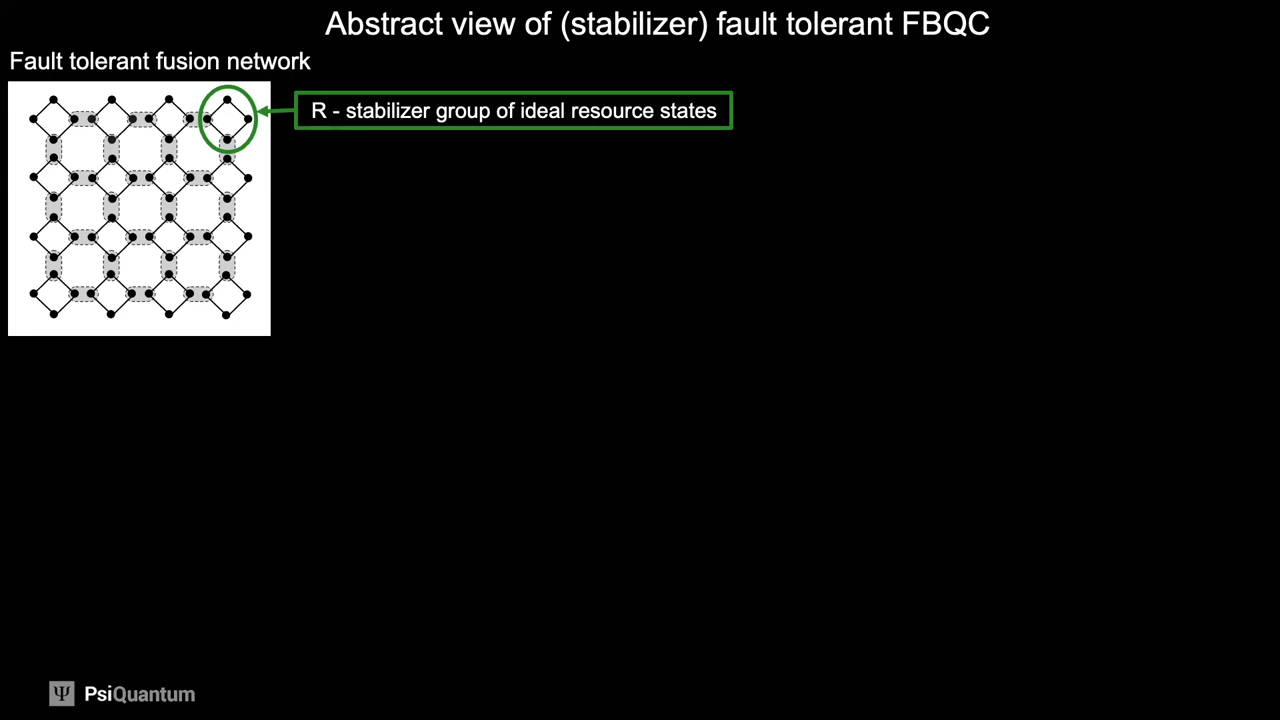 Abstract view of (stabilizer) fault tolerant FBQC
Fault tolerant fusion network
R - stabilizer group of ideal resource states
Ψ PsiQuantum